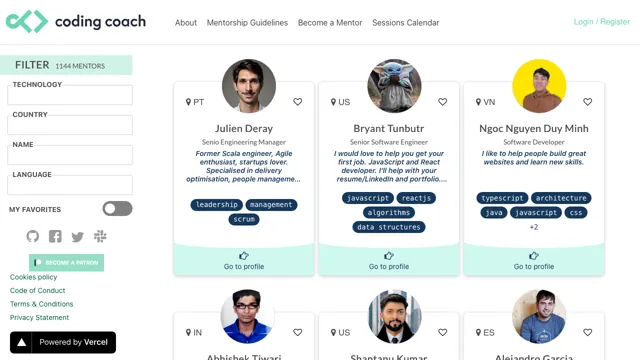 coding coach
About Mentorship Guidelines Become a Mentor Sessions Calendar
Login / Register
FILTER 1144 MENTORS
TECHNOLOGY
COUNTRY
NAME
LANGUAGE
MY FAVORITES
BECOME A PATRON
Cookies policy
Code of Conduct
Terms & Conditions
Privacy Statement
Powered by Vercel
PT
Julien Deray
Senio Engineering Manager
Former Scala engineer, Agile
enthusiast, startups lover.
Specialised in delivery
optimisation, people manageme...
leadership management
scrum
Go to profile
US
Bryant Tunbutr
Senior Software Engineer
I would love to help you get your
first job. JavaScript and React
developer. I'll help with your
resume/LinkedIn and portfolio....
javascript reactjs
algorithms
data structures
Go to profile
VN
Ngoc Nguyen Duy Minh
Software Developer
I like to help people build great
websites and learn new skills.
typescript architecture
java javascript css
+2
Go to profile
IN
Abhishek Tiwari
US
Shantanu Kumar
ES
Alejandro Garcia